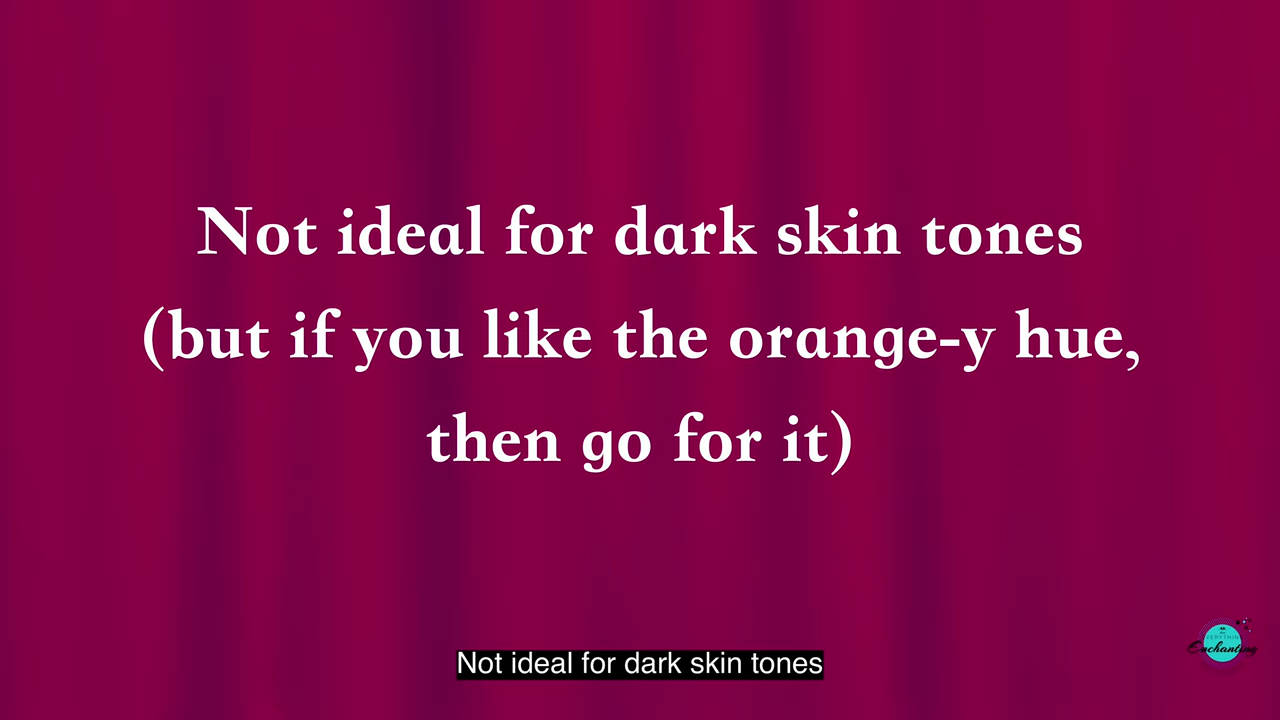 Not ideal for dark skin tones
(but if you like the orange-y hue,
then go for it)
Not ideal for dark skin tones
Enchanting